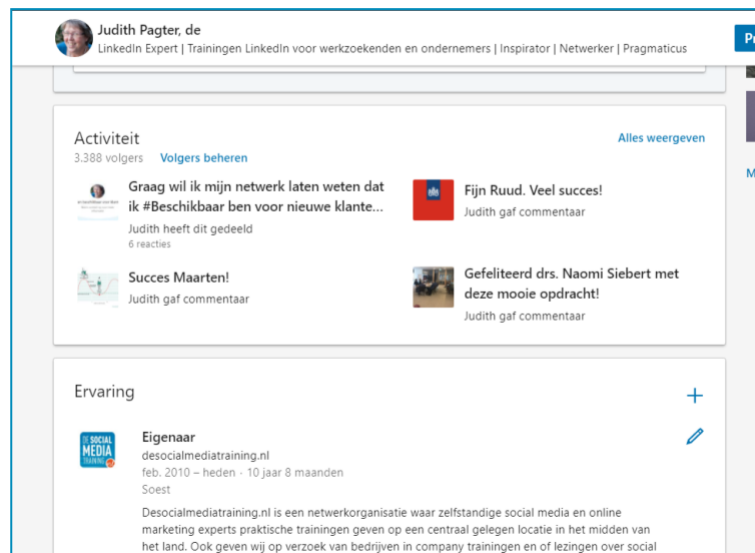 Judith Pagter, de
LinkedIn Expert | Trainingen LinkedIn voor werkzoekenden en ondernemers | Inspirator | Netwerker | Pragmaticus
Activiteit
Alles weergeven
3.388 volgers Volgers beheren
Graag wil ik mijn netwerk laten weten dat
ik #Beschikbaar ben voor nieuwe klante...
Judith heeft dit gedeeld
6 reacties
Fijn Ruud. Veel succes!
Judith gaf commentaar
Succes Maarten!
Judith gaf commentaar
Gefeliteerd drs. Naomi Siebert met
deze mooie opdracht!
Judith gaf commentaar
Ervaring
DE SOCIAL
MEDIA
TRAINING
Eigenaar
desocialmediatraining.nl
feb. 2010 – heden · 10 jaar 8 maanden
Soest
Desocialmediatraining.nl is een netwerkorganisatie waar zelfstandige social media en online
marketing experts praktische trainingen geven op een centraal gelegen locatie in het midden van
het land. Ook geven wij op verzoek van bedrijven in company trainingen en of lezingen over social